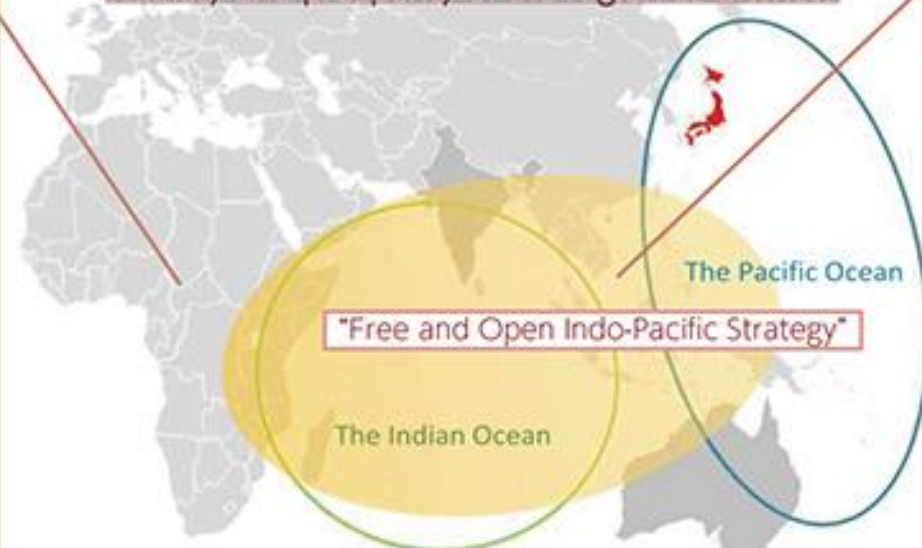 The Pacific Ocean
"Free and Open Indo-Pacific Strategy"
The Indian Ocean